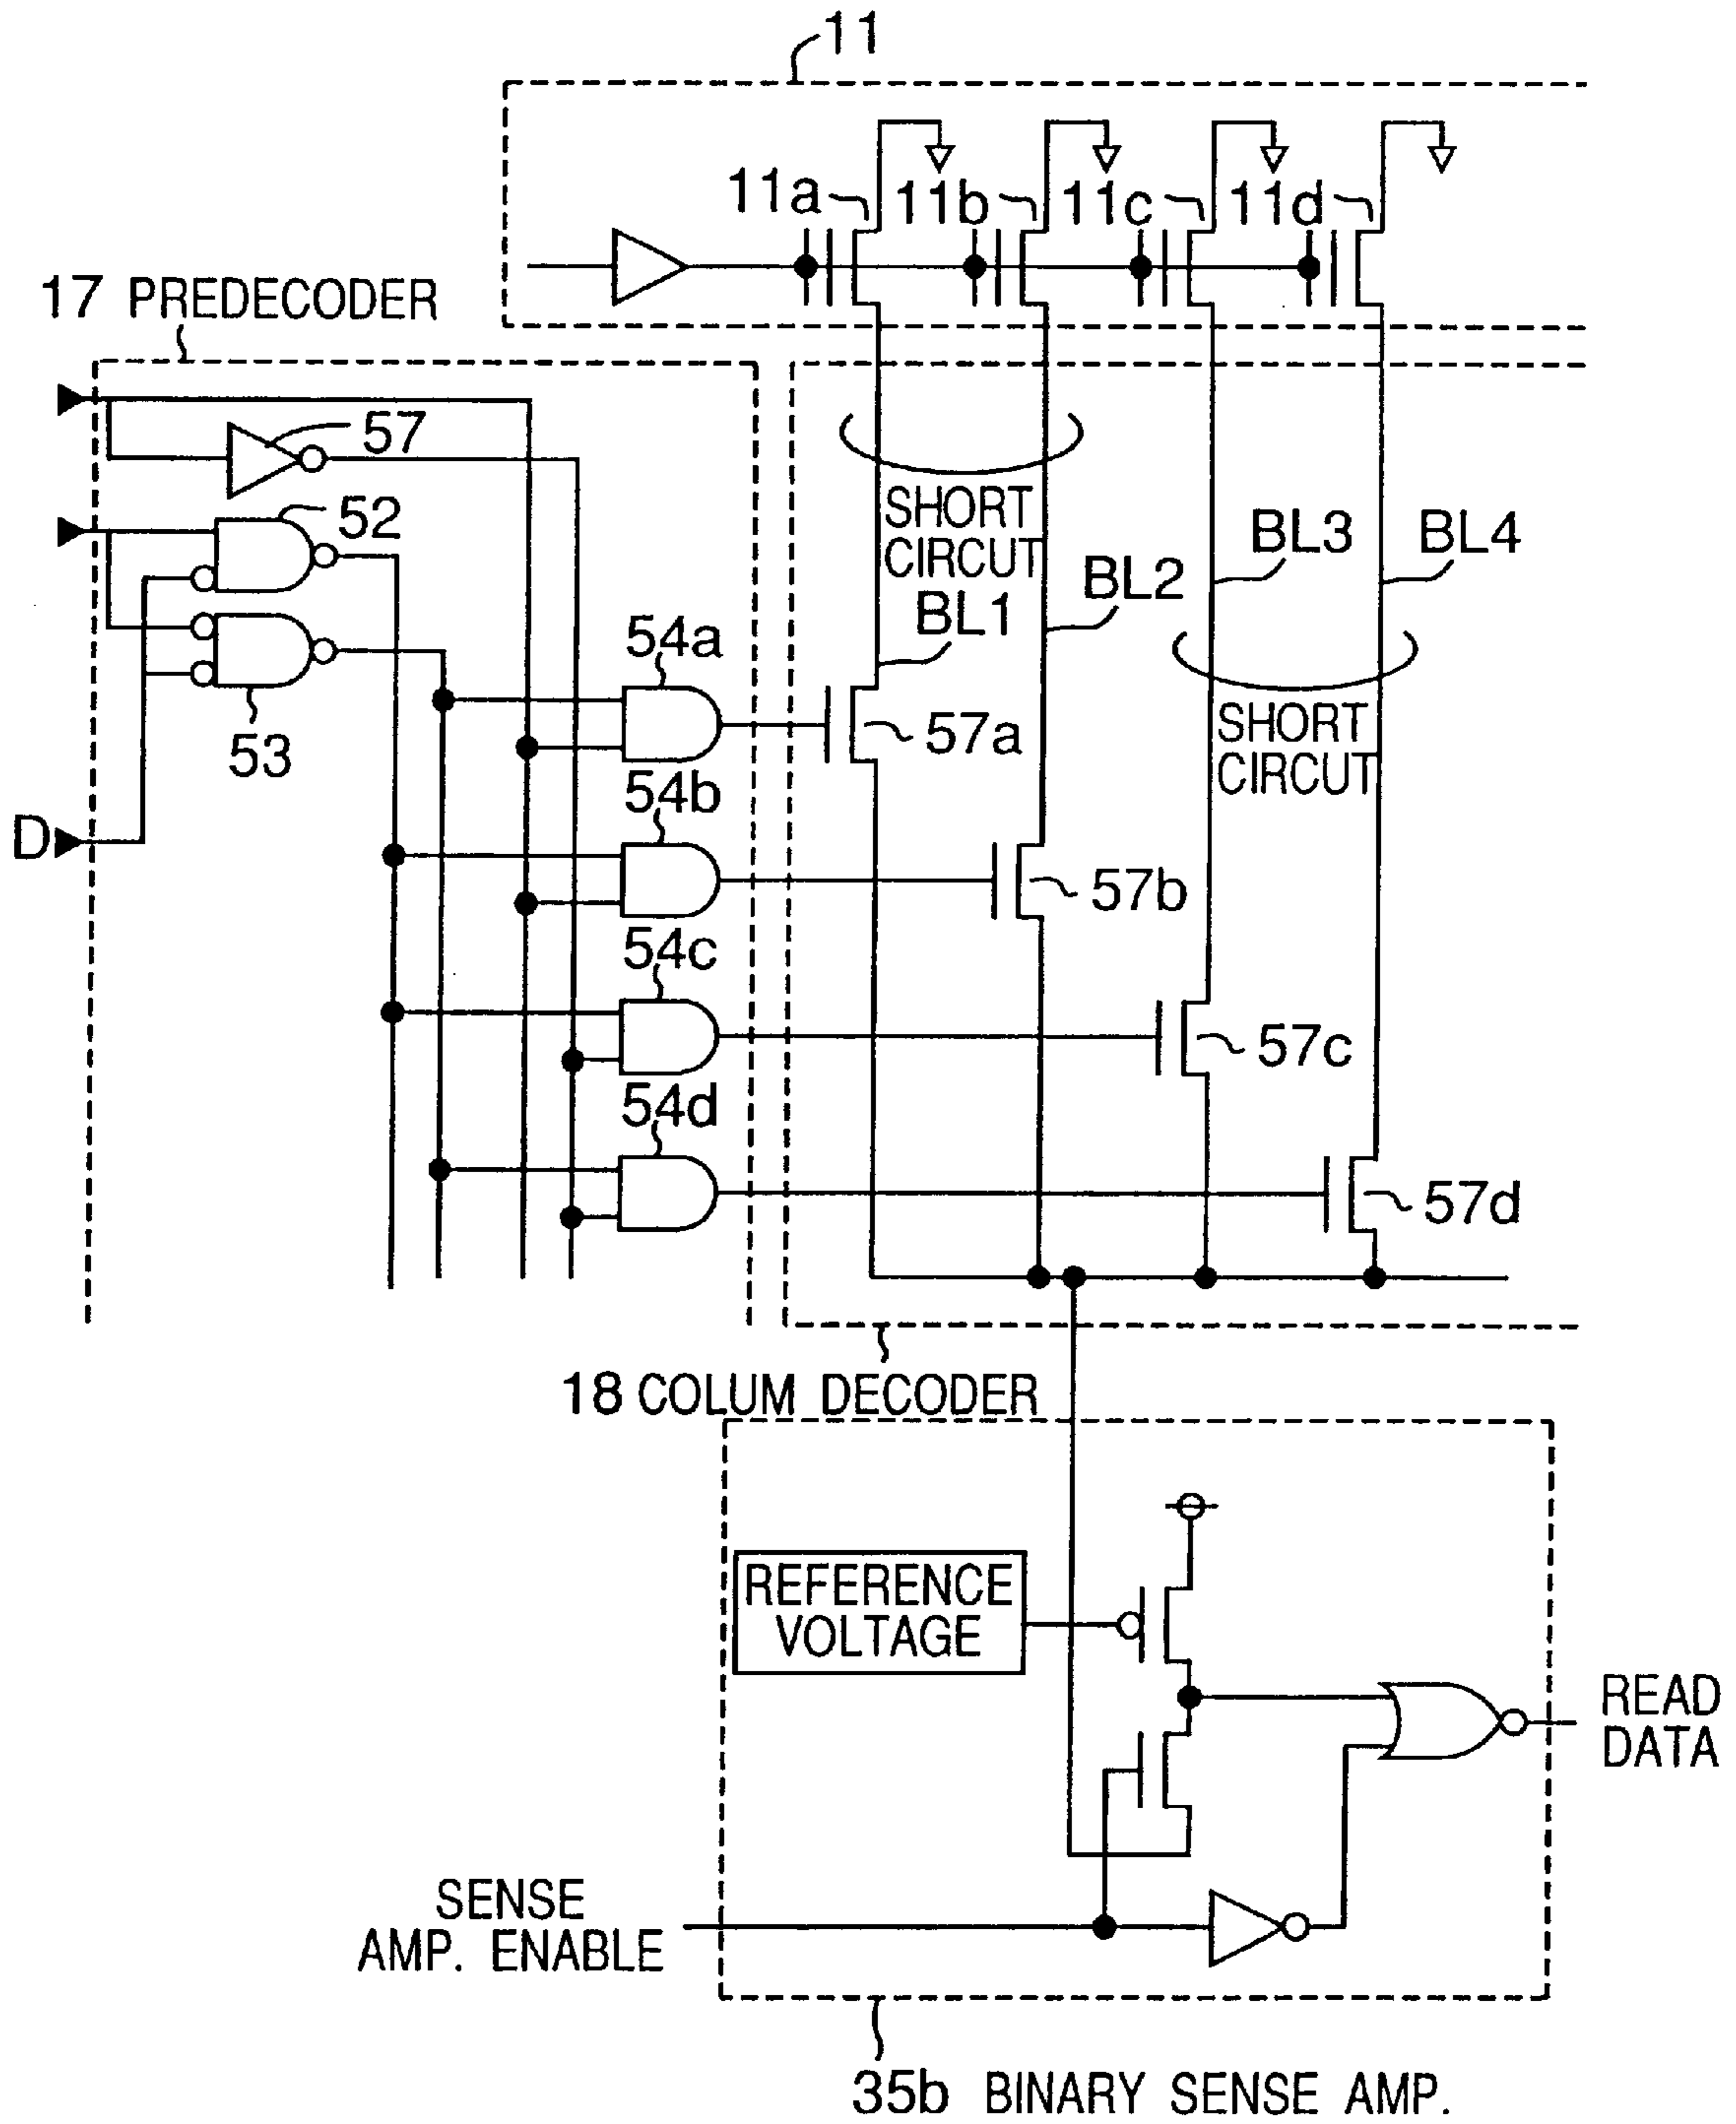 11
11a
11b
11c
11d
17 PREDECODER
57
52
SHORT
CIRCUT
BL1
BL2
BL3
BL4
53
54a
57a
SHORT
CIRCUT
54b
D
57b
54c
57c
54d
57d
18 COLUM DECODER
REFERENCE
VOLTAGE
READ
DATA
SENSE
AMP. ENABLE
35b BINARY SENSE AMP.